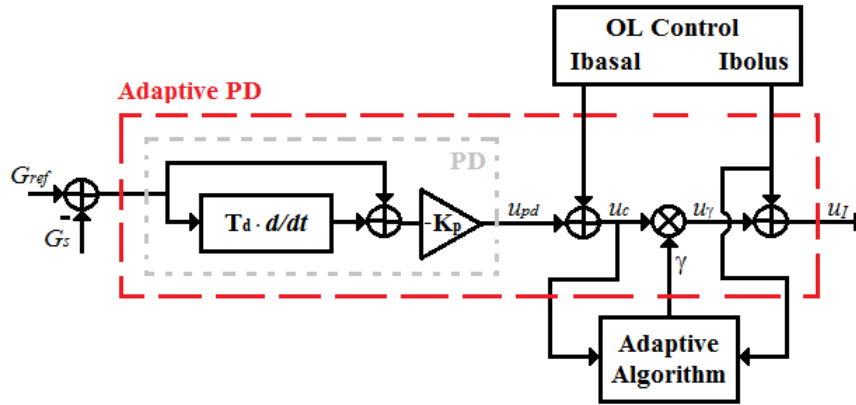 OL Control
Ibasal Ibolus
Adaptive PD
PD
Gref
-
Gs
Td · d/dt
-Kp
upd
uc
uγ
uI
γ
Adaptive
Algorithm